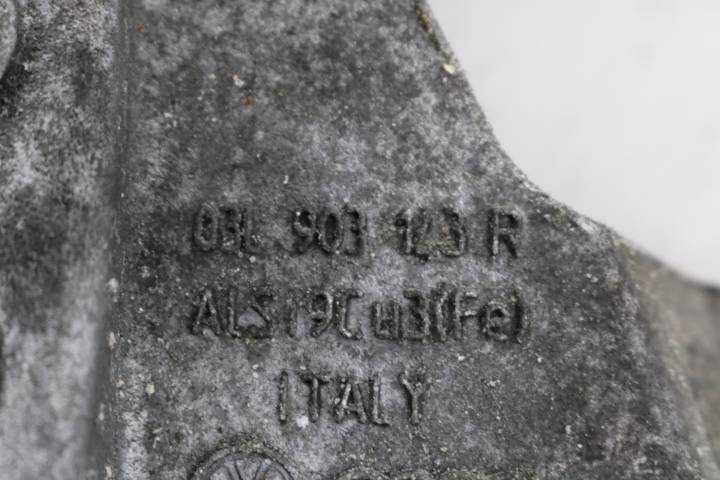 03L 903 143 R
ALSi9Cu3(Fe)
ITALY